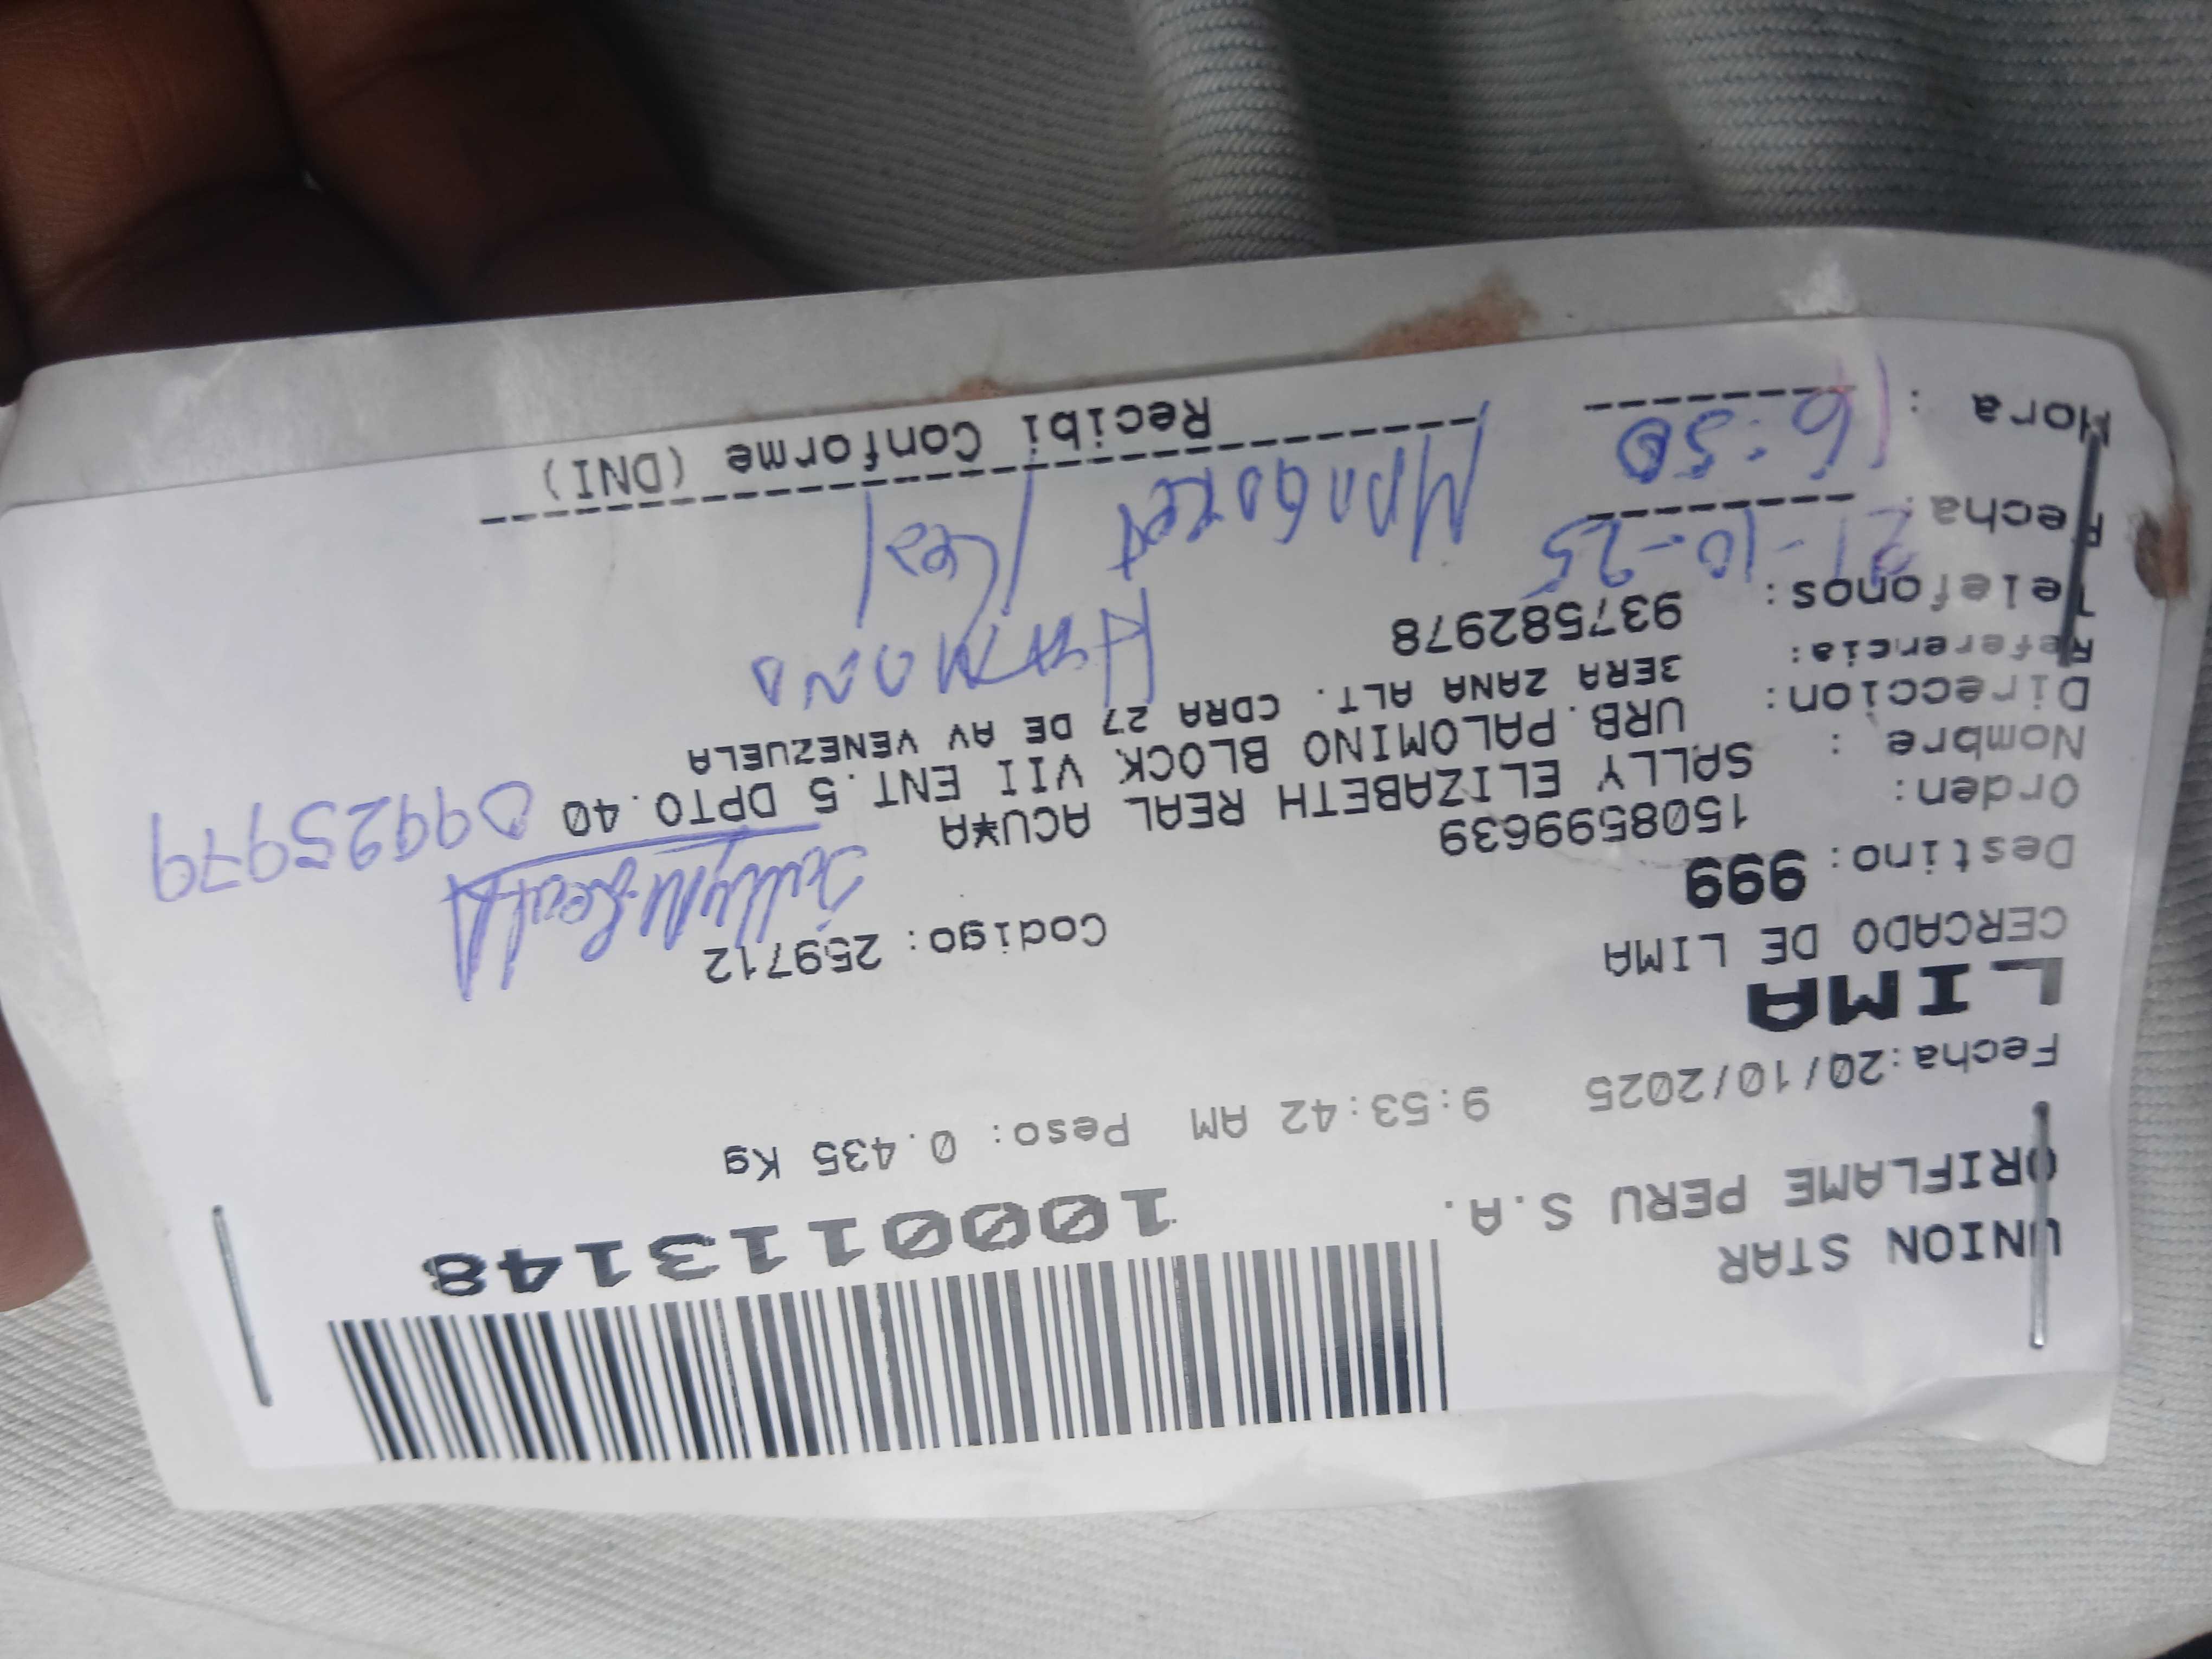 UNION STAR
ORIFLAME PERU S.A.
1000113148
Fecha:20/10/2025 9:53:42 AM Peso: 0.435 Kg
LIMA
CERCADO DE LIMA Codigo: 259712
Destino: 999
Orden: 1508599639
Nombre : SALLY ELIZABETH REAL ACU¥A
09925979
Direccion: URB. PALOMINO BLOCK VII ENT.5 DPTO.40
Referencia: 3ERA ZANA ALT. CDRA 27 DE AV VENEZUELA
Telefonos: 937582978
Fecha: 21-10-25
Hora : 16:50
Recibi Conforme (DNI)